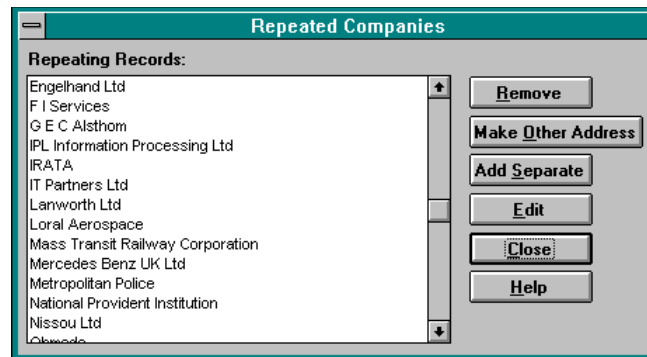 Repeated Companies
Repeating Records:
Engelhand Ltd
F I Services
G E C Alsthom
IPL Information Processing Ltd
IRATA
IT Partners Ltd
Lanworth Ltd
Loral Aerospace
Mass Transit Railway Corporation
Mercedes Benz UK Ltd
Metropolitan Police
National Provident Institution
Nissou Ltd
Remove
Make Other Address
Add Separate
Edit
Close
Help